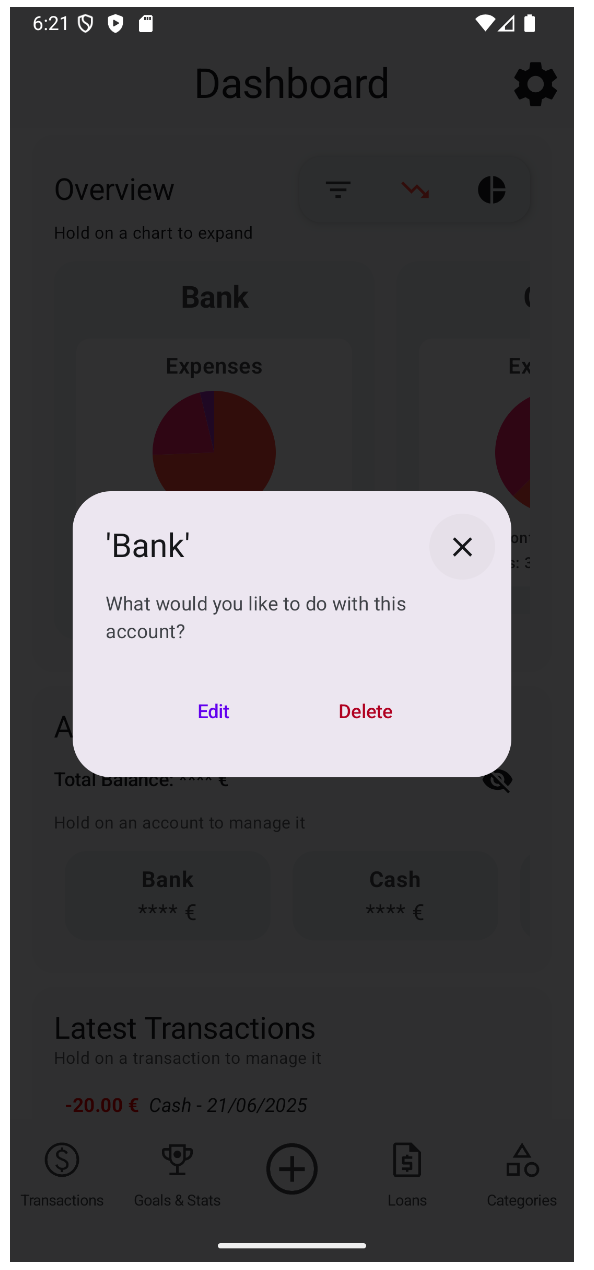 6:21
Dashboard
Overview
Hold on a chart to expand
Bank
Expenses
Ex
'Bank'
What would you like to do with this
account?
Edit
Delete
Total Balance: **** €
Hold on an account to manage it
Bank
**** €
Cash
**** €
Latest Transactions
Hold on a transaction to manage it
-20.00 € Cash - 21/06/2025
Transactions
Goals & Stats
Loans
Categories